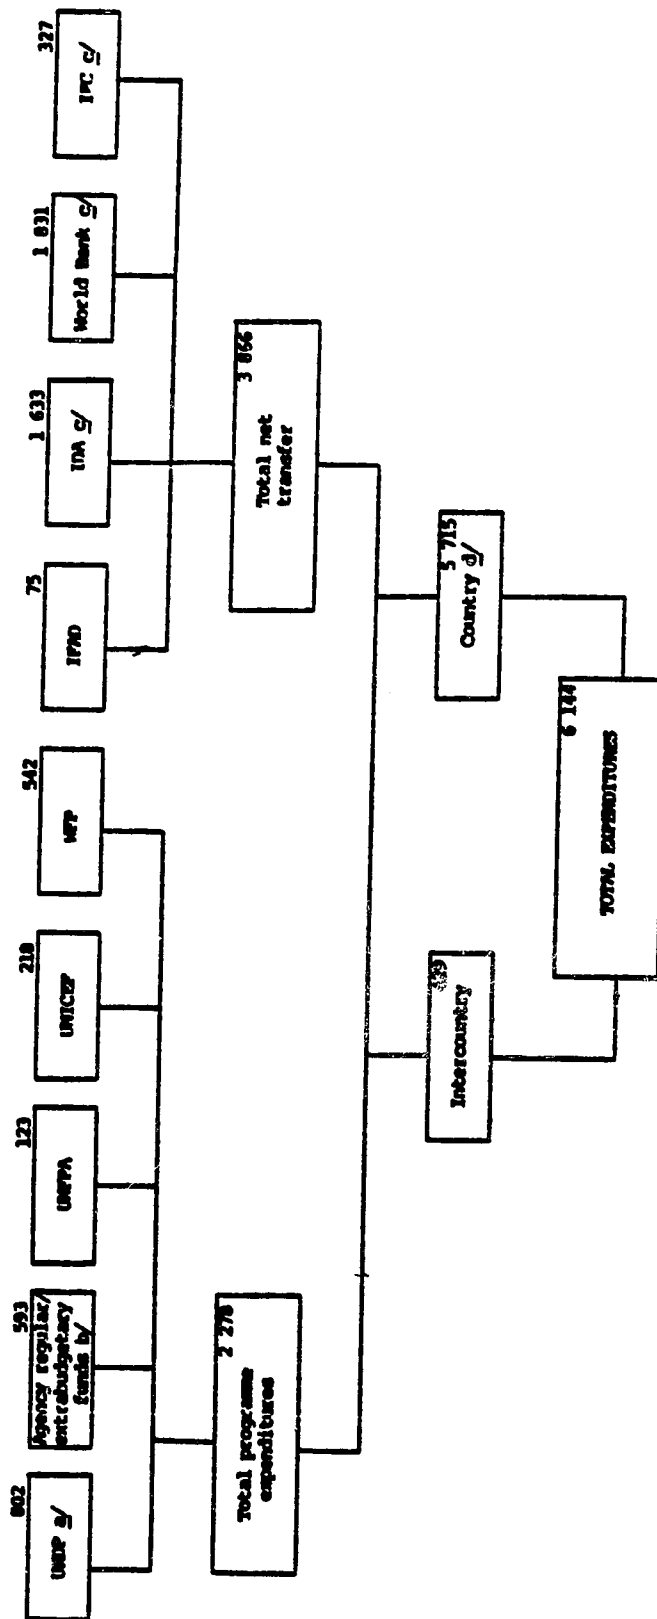 802
UNDP a/
593
Agency regular/
extrabudgetary
funds b/
123
UNFPA
218
UNICEF
542
WFP
75
IFAD
1 633
IDA c/
1 831
World Bank c/
327
IFC c/
2 278
Total programe
expenditures
3 866
Total net
transfer
Intercountry
5 715
Country d/
6 144
TOTAL EXPENDITURES